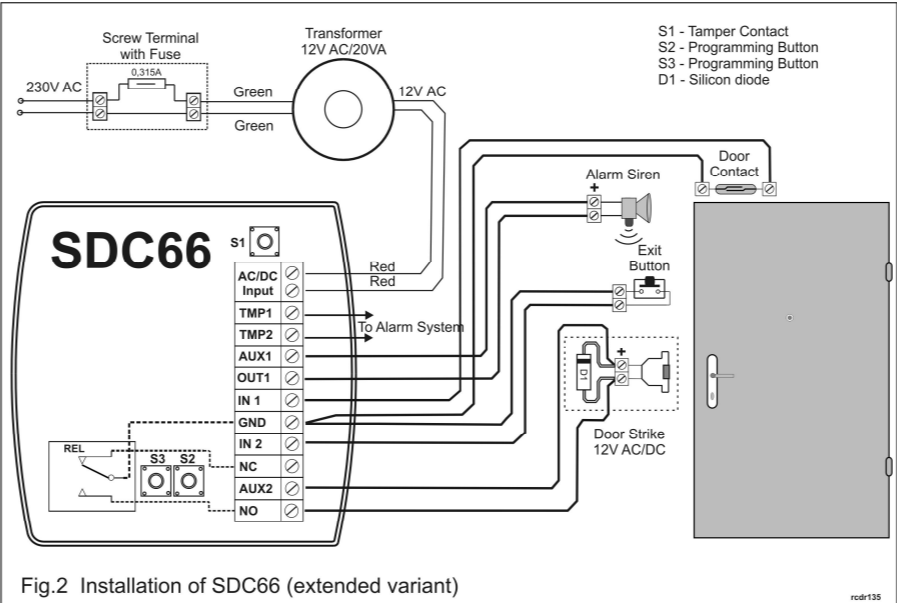 Screw Terminal
with Fuse
0,315A
230V AC
Green
Green
Transformer
12V AC/20VA
12V AC
S1 - Tamper Contact
S2 - Programming Button
S3 - Programming Button
D1 - Silicon diode
Door
Contact
Alarm Siren
+
Exit
Button
SDC66
S1
AC/DC
Input
Red
Red
TMP1
TMP2
To Alarm System
AUX1
OUT1
IN 1
GND
IN 2
NC
AUX2
NO
REL
S3 S2
+
D1
Door Strike
12V AC/DC
Fig.2 Installation of SDC66 (extended variant)
rcdr135